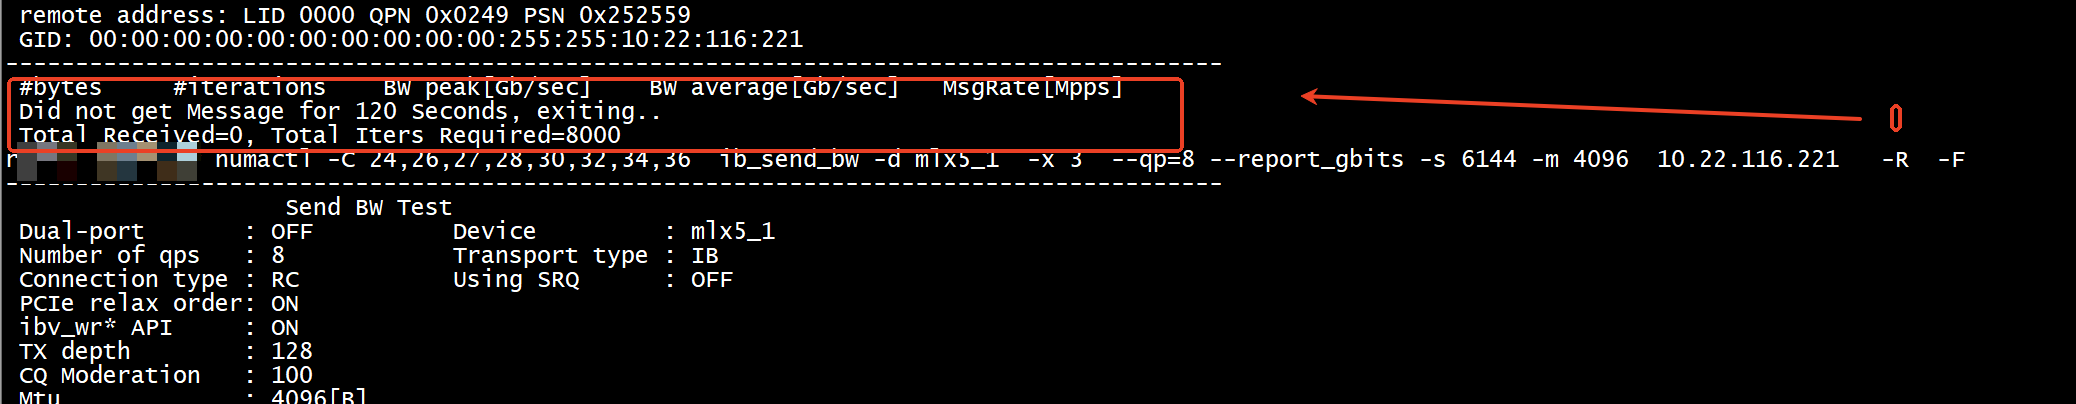 remote address: LID 0000 QPN 0x0249 PSN 0x252559
GID: 00:00:00:00:00:00:00:00:00:00:255:255:10:22:116:221
---------------------------------------------------------------------------------------
#bytes     #iterations    BW peak[Gb/sec]    BW average[Gb/sec]   MsgRate[Mpps]
Did not get Message for 120 Seconds, exiting..
Total Received=0, Total Iters Required=8000
numactl -C 24,26,27,28,30,32,34,36  ib_send_bw -d mlx5_1  -x 3  --qp=8 --report_gbits -s 6144 -m 4096  10.22.116.221   -R  -F
---------------------------------------------------------------------------------------
Send BW Test
Dual-port       : OFF          Device         : mlx5_1
Number of qps   : 8            Transport type : IB
Connection type : RC           Using SRQ      : OFF
PCIe relax order: ON
ibv_wr* API     : ON
TX depth        : 128
CQ Moderation   : 100
Mtu             : 4096[B]